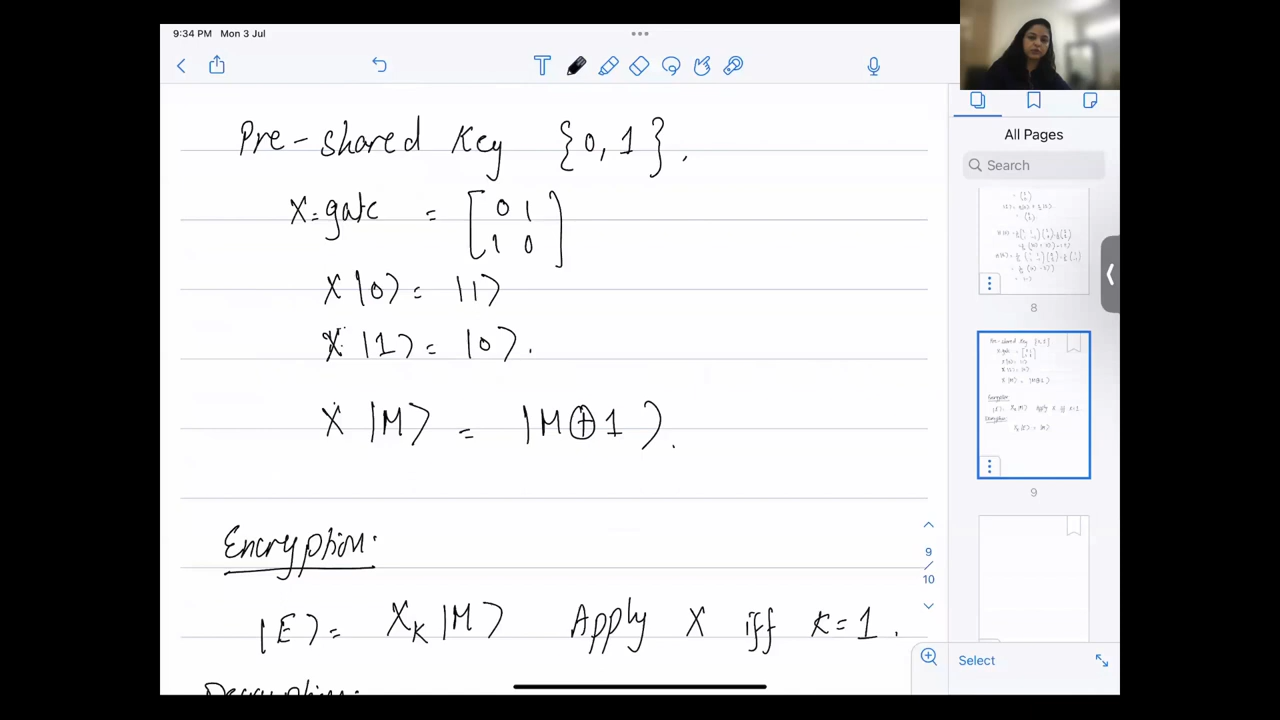 9:34 PM Mon 3 Jul
All Pages
Search
Pre-shared Key {0, 1}.
X-gate = [0 1
1 0]
X|0⟩ = |1⟩
X|1⟩ = |0⟩.
X|M⟩ = |M⊕1⟩.
Encryption:
|E⟩ = X_K|M⟩ Apply X iff K=1.
Decryption:
8
9
9
/
10
Select